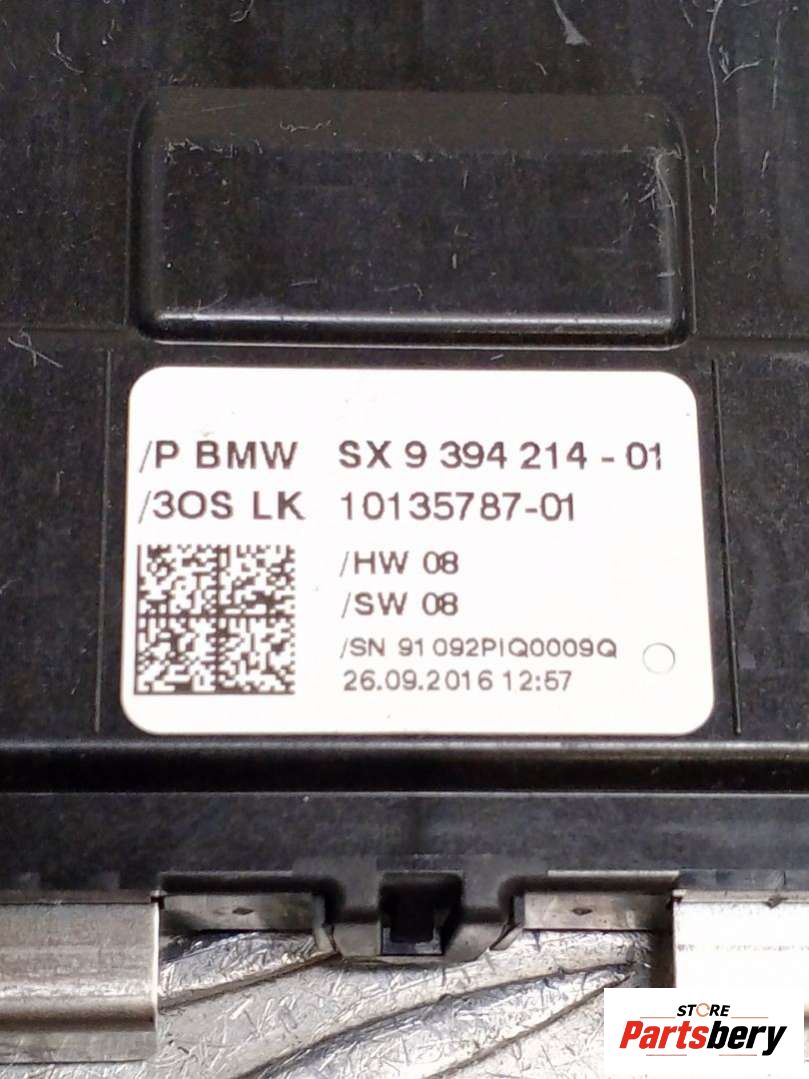 /P BMW SX 9 394 214 - 01
/3OS LK 10135787-01
/HW 08
/SW 08
/SN 91 092PIQ0009Q
26.09.2016 12:57
STORE
Partsbery